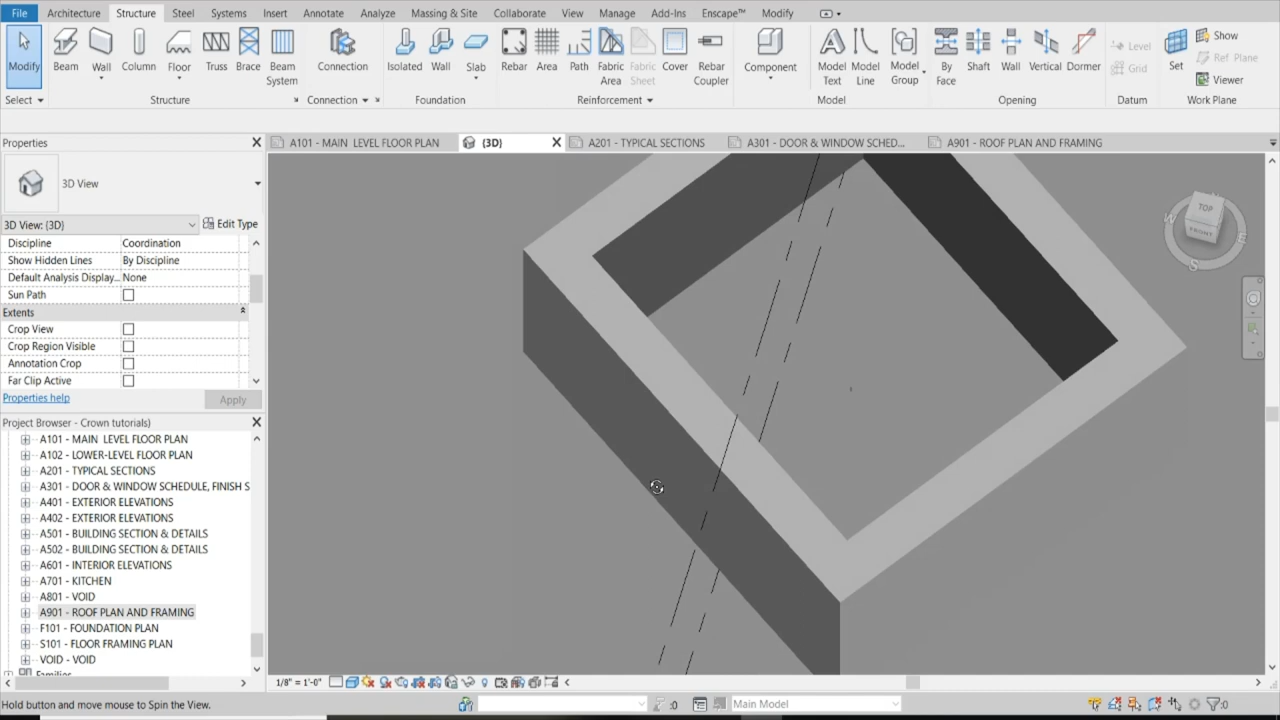 File Architecture Structure Steel Systems Insert Annotate Analyze Massing & Site Collaborate View Manage Add-Ins Enscape™ Modify
Modify Beam Wall Column Floor Truss Brace Beam System Connection Isolated Wall Slab Rebar Area Path Fabric Area Fabric Sheet Cover Rebar Coupler Component Model Text Model Line Model Group By Face Shaft Wall Vertical Dormer Level Grid Set Show Ref Plane Viewer
Select Structure Connection Foundation Reinforcement Model Opening Datum Work Plane
Properties
A101 - MAIN LEVEL FLOOR PLAN (3D) A201 - TYPICAL SECTIONS A301 - DOOR & WINDOW SCHED... A901 - ROOF PLAN AND FRAMING
3D View
3D View: {3D} Edit Type
Discipline Coordination
Show Hidden Lines By Discipline
Default Analysis Display... None
Sun Path
Extents
Crop View
Crop Region Visible
Annotation Crop
Far Clip Active
Properties help Apply
Project Browser - Crown tutorials)
A101 - MAIN LEVEL FLOOR PLAN
A102 - LOWER-LEVEL FLOOR PLAN
A201 - TYPICAL SECTIONS
A301 - DOOR & WINDOW SCHEDULE, FINISH S
A401 - EXTERIOR ELEVATIONS
A402 - EXTERIOR ELEVATIONS
A501 - BUILDING SECTION & DETAILS
A502 - BUILDING SECTION & DETAILS
A601 - INTERIOR ELEVATIONS
A701 - KITCHEN
A801 - VOID
A901 - ROOF PLAN AND FRAMING
F101 - FOUNDATION PLAN
S101 - FLOOR FRAMING PLAN
VOID - VOID
Families
TOP
FRONT
W
S
E
1/8" = 1'-0"
Hold button and move mouse to Spin the View. :0 Main Model :0